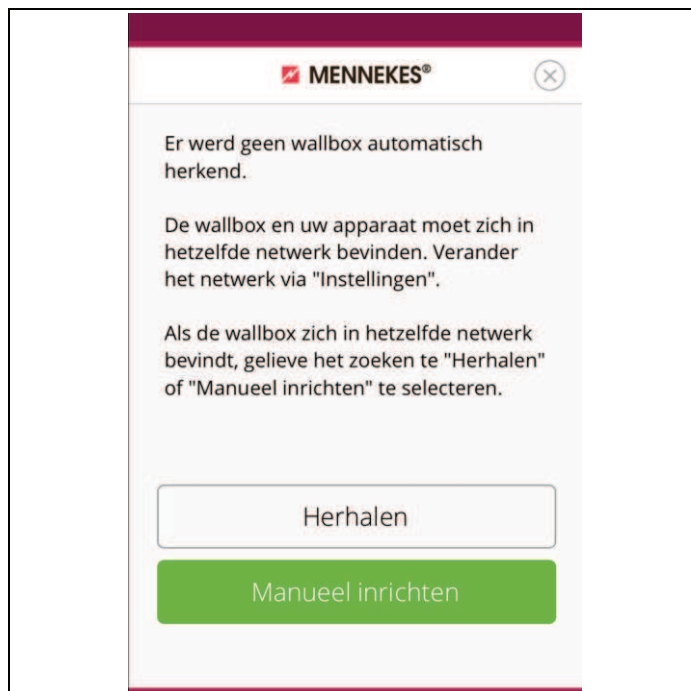 MENNEKES®
Er werd geen wallbox automatisch
herkend.
De wallbox en uw apparaat moet zich in
hetzelfde netwerk bevinden. Verander
het netwerk via "Instellingen".
Als de wallbox zich in hetzelfde netwerk
bevindt, gelieve het zoeken te "Herhalen"
of "Manueel inrichten" te selecteren.
Herhalen
Manueel inrichten